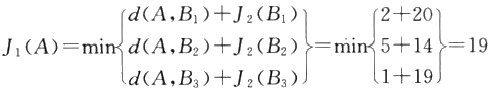 J₁(A)=min{d(A,B₁)+J₂(B₁) d(A,B₂)+J₂(B₂) d(A,B₃)+J₂(B₃)}=min{2+20 5+14 1+19}=19